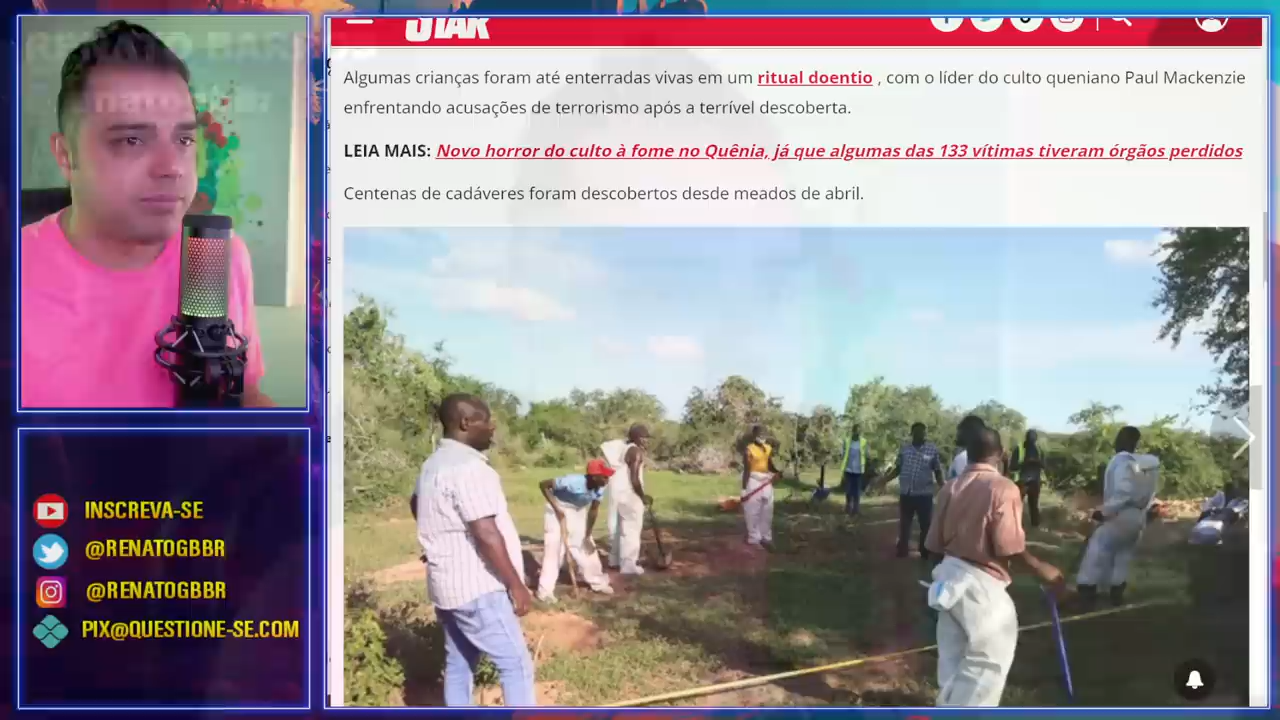 RENATO BARROS
STAR
Algumas crianças foram até enterradas vivas em um ritual doentio , com o líder do culto queniano Paul Mackenzie
enfrentando acusações de terrorismo após a terrível descoberta.
LEIA MAIS: Novo horror do culto à fome no Quênia, já que algumas das 133 vítimas tiveram órgãos perdidos
Centenas de cadáveres foram descobertos desde meados de abril.
INSCREVA-SE
@RENATOGBBR
@RENATOGBBR
PIX@QUESTIONE-SE.COM